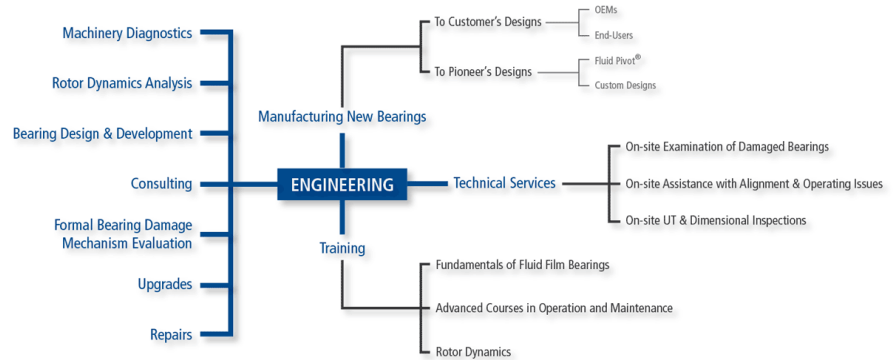 Machinery Diagnostics
Rotor Dynamics Analysis
Bearing Design & Development
Consulting
Formal Bearing Damage
Mechanism Evaluation
Upgrades
Repairs
ENGINEERING
Manufacturing New Bearings
To Customer's Designs
OEMs
End-Users
To Pioneer's Designs
Fluid Pivot®
Custom Designs
Technical Services
On-site Examination of Damaged Bearings
On-site Assistance with Alignment & Operating Issues
On-site UT & Dimensional Inspections
Training
Fundamentals of Fluid Film Bearings
Advanced Courses in Operation and Maintenance
Rotor Dynamics